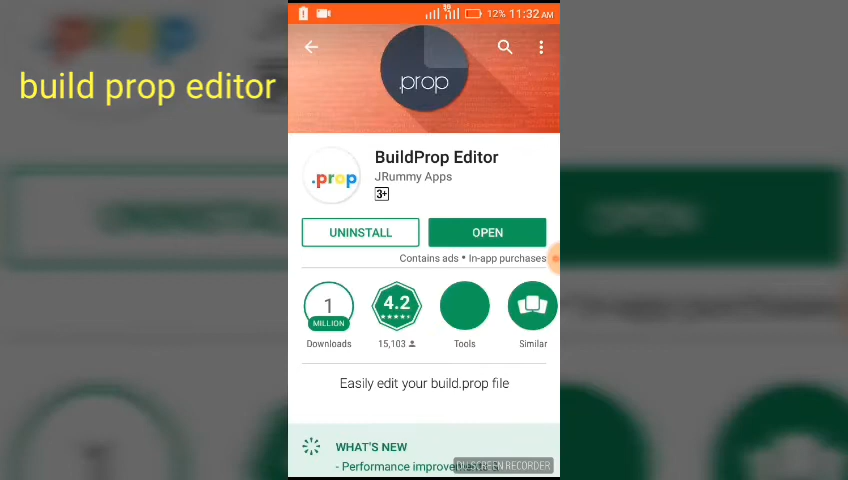 build prop editor
12% 11:32 AM
.prop
.prop
BuildProp Editor
JRummy Apps
3+
UNINSTALL
OPEN
Contains ads • In-app purchases
1
MILLION
Downloads
4.2
15,103
Tools
Similar
Easily edit your build.prop file
WHAT'S NEW
- Performance
DU SCREEN RECORDER